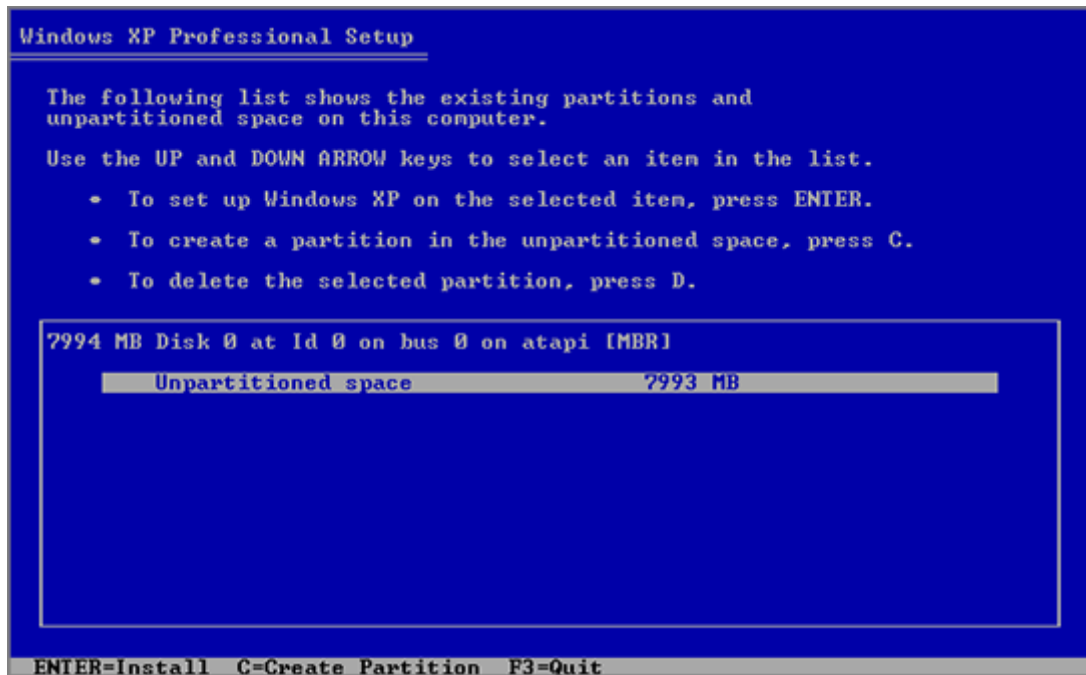 Windows XP Professional Setup
The following list shows the existing partitions and
unpartitioned space on this computer.
Use the UP and DOWN ARROW keys to select an item in the list.
• To set up Windows XP on the selected item, press ENTER.
• To create a partition in the unpartitioned space, press C.
• To delete the selected partition, press D.
7994 MB Disk 0 at Id 0 on bus 0 on atapi [MBR]
Unpartitioned space 7993 MB
ENTER=Install C=Create Partition F3=Quit